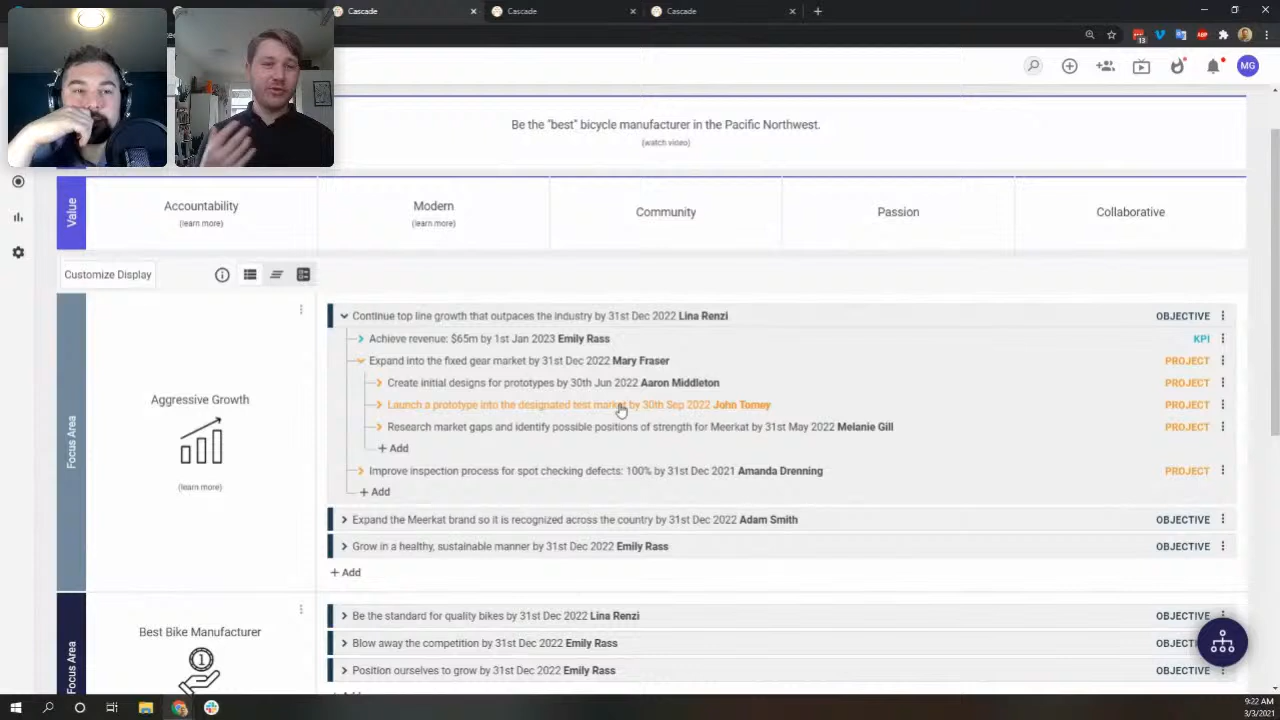 Cascade
Cascade
Cascade
13
ABP
MG
Be the "best" bicycle manufacturer in the Pacific Northwest.
(watch video)
Value
Accountability
(learn more)
Modern
(learn more)
Community
Passion
Collaborative
Customize Display
Focus Area
Aggressive Growth
(learn more)
Continue top line growth that outpaces the industry by 31st Dec 2022 Lina Renzi OBJECTIVE
Achieve revenue: $65m by 1st Jan 2023 Emily Rass KPI
Expand into the fixed gear market by 31st Dec 2022 Mary Fraser PROJECT
Create initial designs for prototypes by 30th Jun 2022 Aaron Middleton PROJECT
Launch a prototype into the designated test market by 30th Sep 2022 John Tomey PROJECT
Research market gaps and identify possible positions of strength for Meerkat by 31st May 2022 Melanie Gill PROJECT
+ Add
Improve inspection process for spot checking defects: 100% by 31st Dec 2021 Amanda Drenning PROJECT
+ Add
Expand the Meerkat brand so it is recognized across the country by 31st Dec 2022 Adam Smith OBJECTIVE
Grow in a healthy, sustainable manner by 31st Dec 2022 Emily Rass OBJECTIVE
+ Add
Focus Area
Best Bike Manufacturer
1
Be the standard for quality bikes by 31st Dec 2022 Lina Renzi OBJECTIVE
Blow away the competition by 31st Dec 2022 Emily Rass OBJECTIVE
Position ourselves to grow by 31st Dec 2022 Emily Rass OBJECTIVE
9:22 AM
3/3/2021